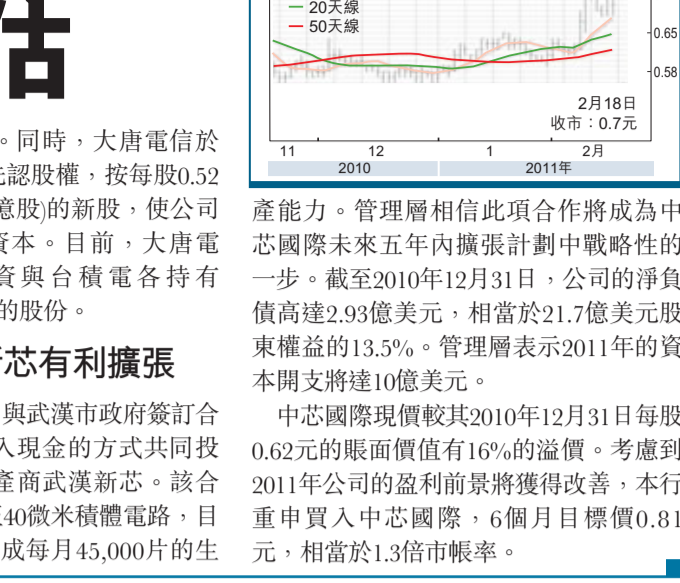 估
20天線
50天線
0.65
0.58
2月18日
收市：0.7元
11 12 1 2月
2010 2011年
。同時，大唐電信於
認股權，按每股0.52
億股)的新股，使公司
資本。目前，大唐電
資與台積電各持有
的股份。
芯有利擴張
與武漢市政府簽訂合
入現金的方式共同投
產商武漢新芯。該合
40微米積體電路，目
成每月45,000片的生
產能力。管理層相信此項合作將成為中
芯國際未來五年內擴張計劃中戰略性的
一步。截至2010年12月31日，公司的淨負
債高達2.93億美元，相當於21.7億美元股
東權益的13.5%。管理層表示2011年的資
本開支將達10億美元。
中芯國際現價較其2010年12月31日每股
0.62元的賬面價值有16%的溢價。考慮到
2011年公司的盈利前景將獲得改善，本行
重申買入中芯國際，6個月目標價0.81
元，相當於1.3倍市帳率。